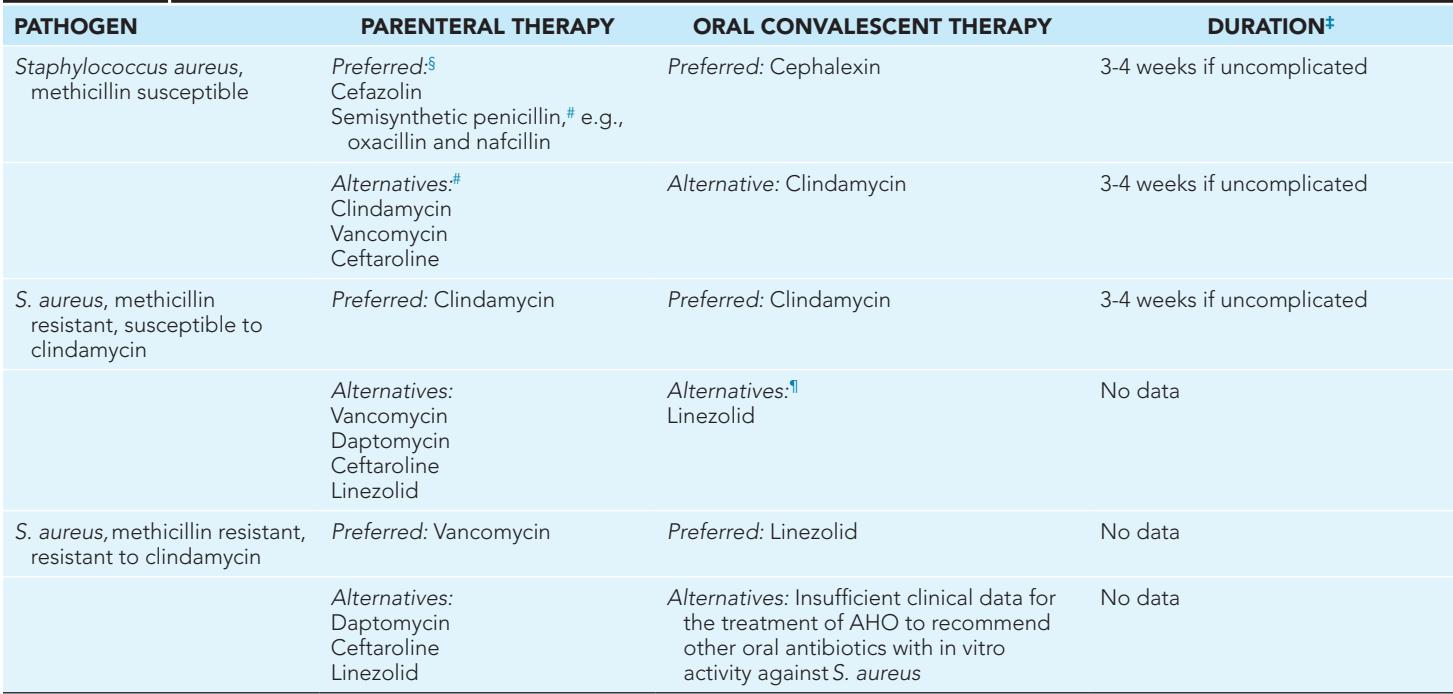 PATHOGEN PARENTERAL THERAPY ORAL CONVALESCENT THERAPY DURATION‡
Staphylococcus aureus, Preferred:§ Preferred: Cephalexin 3-4 weeks if uncomplicated
methicillin susceptible Cefazolin
Semisynthetic penicillin,# e.g.,
oxacillin and nafcillin
Alternatives:# Alternative: Clindamycin 3-4 weeks if uncomplicated
Clindamycin
Vancomycin
Ceftaroline
S. aureus, methicillin Preferred: Clindamycin Preferred: Clindamycin 3-4 weeks if uncomplicated
resistant, susceptible to
clindamycin
Alternatives: Alternatives:¶ No data
Vancomycin Linezolid
Daptomycin
Ceftaroline
Linezolid
S. aureus, methicillin resistant, Preferred: Vancomycin Preferred: Linezolid No data
resistant to clindamycin
Alternatives: Alternatives: Insufficient clinical data for No data
Daptomycin the treatment of AHO to recommend
Ceftaroline other oral antibiotics with in vitro
Linezolid activity against S. aureus